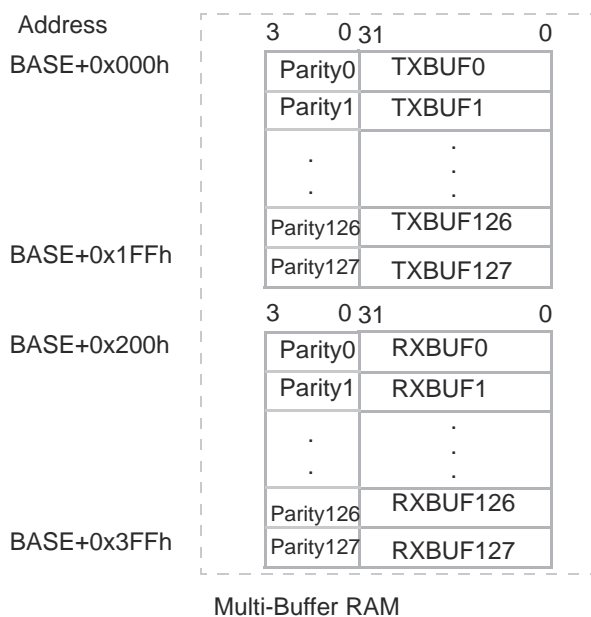 Address 3 0 31 0
BASE+0x000h Parity0 TXBUF0
Parity1 TXBUF1
. .
.
. .
Parity126 TXBUF126
BASE+0x1FFh Parity127 TXBUF127
3 0 31 0
BASE+0x200h Parity0 RXBUF0
Parity1 RXBUF1
. .
.
. .
Parity126 RXBUF126
BASE+0x3FFh Parity127 RXBUF127
Multi-Buffer RAM